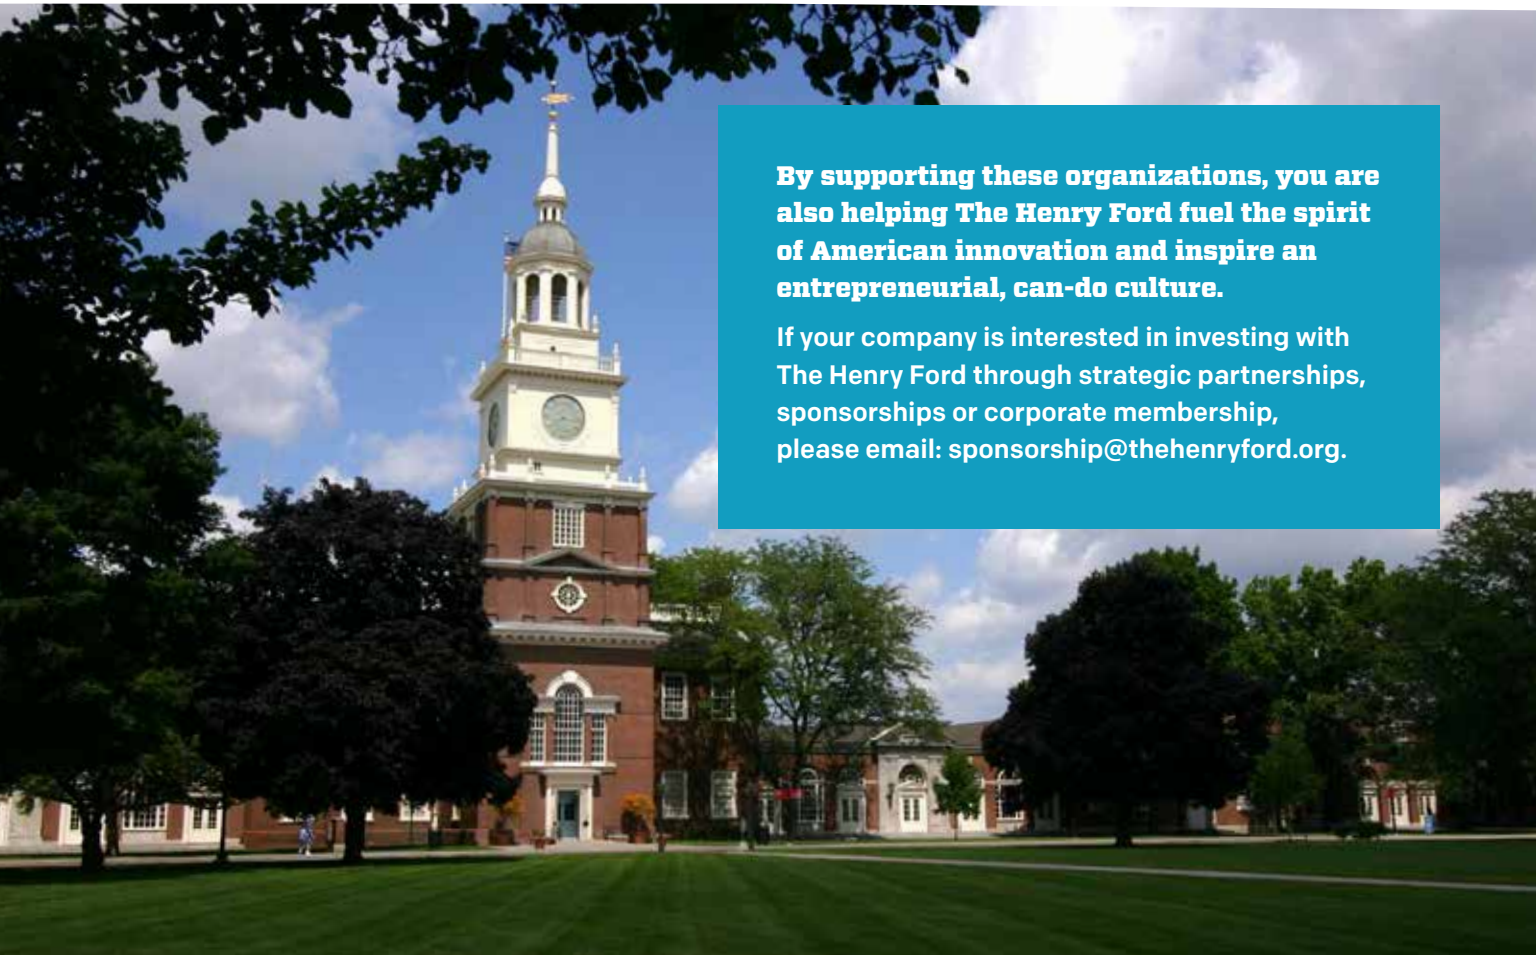 By supporting these organizations, you are
also helping The Henry Ford fuel the spirit
of American innovation and inspire an
entrepreneurial, can-do culture.
If your company is interested in investing with
The Henry Ford through strategic partnerships,
sponsorships or corporate membership,
please email: sponsorship@thehenryford.org.